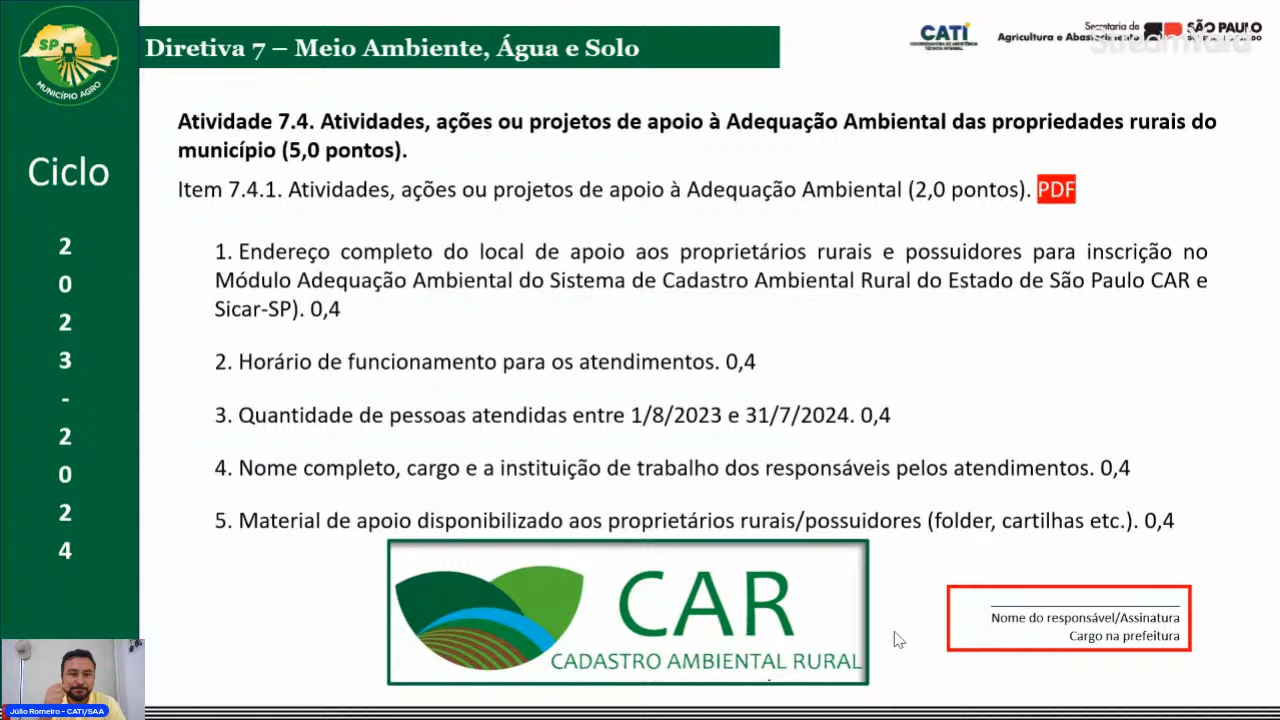 SP
MUNICÍPIO AGRO
Diretiva 7 – Meio Ambiente, Água e Solo
CATI
COORDENADORIA DE ASSISTÊNCIA
TÉCNICA INTEGRAL
Secretaria de
Agricultura e Abastecimento
SÃO PAULO
StreamYard
Ciclo
2
0
2
3
-
2
0
2
4
Atividade 7.4. Atividades, ações ou projetos de apoio à Adequação Ambiental das propriedades rurais do
município (5,0 pontos).
Item 7.4.1. Atividades, ações ou projetos de apoio à Adequação Ambiental (2,0 pontos). PDF
1. Endereço completo do local de apoio aos proprietários rurais e possuidores para inscrição no
Módulo Adequação Ambiental do Sistema de Cadastro Ambiental Rural do Estado de São Paulo CAR e
Sicar-SP). 0,4
2. Horário de funcionamento para os atendimentos. 0,4
3. Quantidade de pessoas atendidas entre 1/8/2023 e 31/7/2024. 0,4
4. Nome completo, cargo e a instituição de trabalho dos responsáveis pelos atendimentos. 0,4
5. Material de apoio disponibilizado aos proprietários rurais/possuidores (folder, cartilhas etc.). 0,4
CAR
CADASTRO AMBIENTAL RURAL
Nome do responsável/Assinatura
Cargo na prefeitura
Júlio Romeiro - CATI/SAA